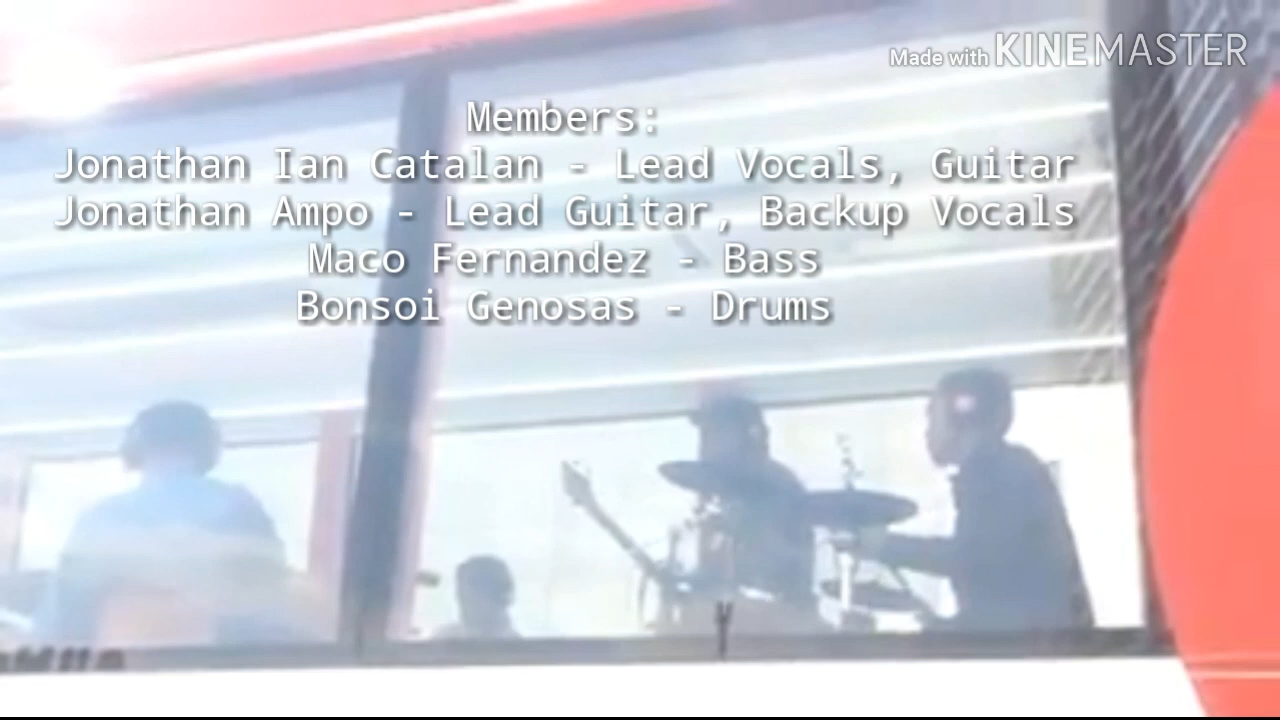 Made with KINEMASTER
Members:
Jonathan Ian Catalan - Lead Vocals, Guitar
Jonathan Ampo - Lead Guitar, Backup Vocals
Maco Fernandez - Bass
Bonsoi Genosas - Drums